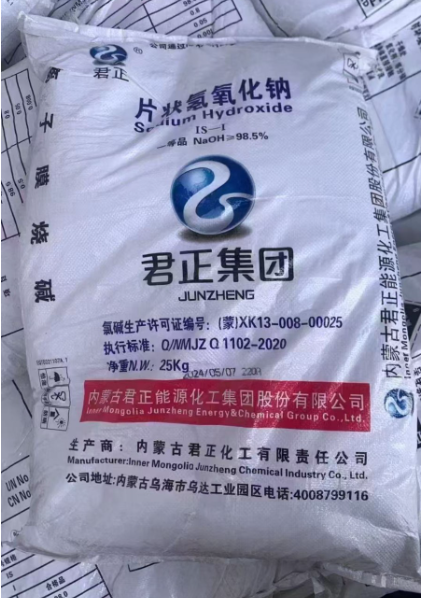 君正
片状氢氧化钠
Sodium Hydroxide
IS-I
一等品 NaOH≥98.5%
离子膜烧碱
君正集团
JUNZHENG
氯碱生产许可证编号：(蒙)XK13-008-00025
执行标准：Q/NMJZ Q 1102-2020
净重N.W.: 25Kg
2024/05/07
内蒙古君正能源化工集团股份有限公司
Inner Mongolia Junzheng Energy&Chemical Group Co.,Ltd.
生产商：内蒙古君正化工有限责任公司
Manufacturer:Inner Mongolio Junzheng Chemical Industry Co., Ltd.
公司地址:内蒙古乌海市乌达工业园区电话:4008799116
内蒙古君正能源化工集团股份有限公司
UN No
CN No